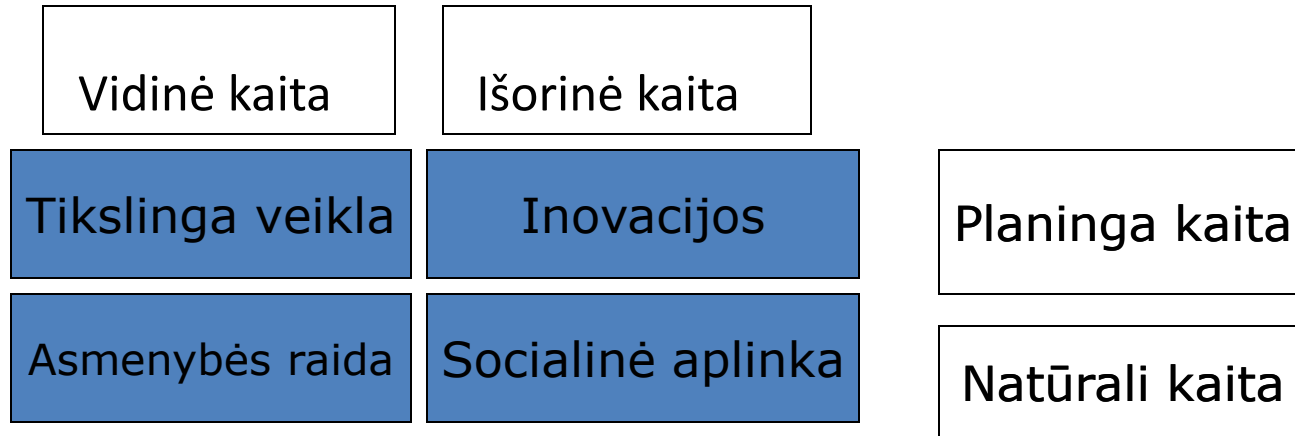 Vidinė kaita
Išorinė kaita
Tikslinga veikla
Inovacijos
Planinga kaita
Asmenybės raida
Socialinė aplinka
Natūrali kaita